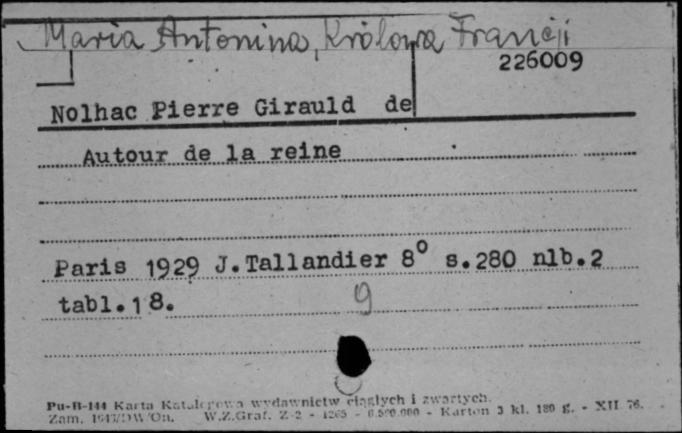 Maria Antonina, Królowa Francji
226009
Nolhac Pierre Girauld de
Autour de la reine
Paris 1929 J.Tallandier 8° s.280 nlb.2
tabl.18.
9
Pu-B-144 Karta Katalogowa wydawnictw ciągłych i zwartych.
Zam. W.Z.Graf. Z-2 - 1265 - - Karton 3 kl. 180 g. - XII 76.